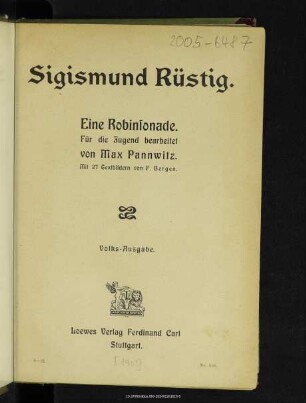 2005-6487
Sigismund Rüstig.
Eine Robinsonade.
Für die Jugend bearbeitet
von Max Pannwitz.
Mit 27 Textbildern von P. Bergen.
Volks-Ausgabe.
Loewes Verlag Ferdinand Carl
Stuttgart.